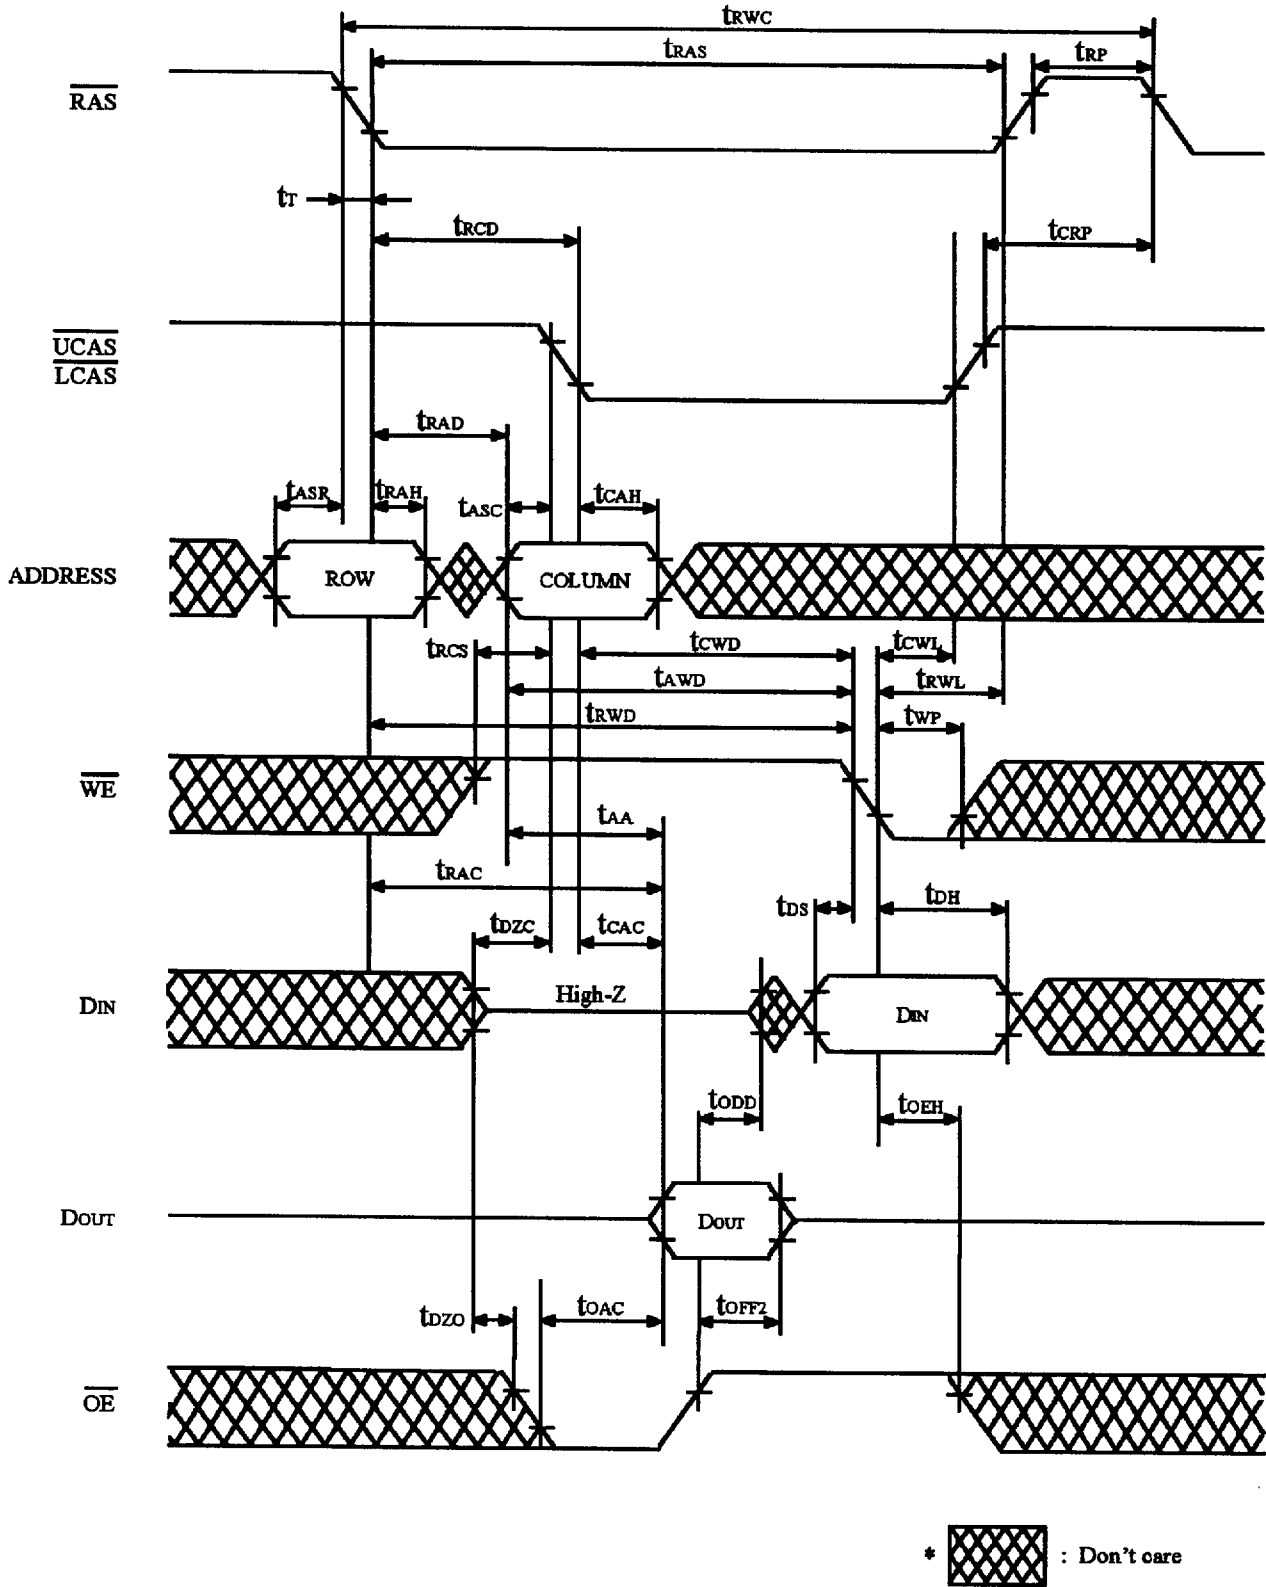 tRWC
tRAS
tRP
RAS
tT
tRCD
tCRP
UCAS
LCAS
tRAD
tASR
tRAH
tASC
tCAH
ADDRESS
ROW
COLUMN
tRCS
tCWD
tCWL
tAWD
tRWL
tRWD
tWP
WE
tAA
tRAC
tDS
tDH
tDZC
tCAC
DIN
High-Z
DIN
tODD
tOEH
DOUT
DOUT
tDZO
tOAC
tOFF2
OE
* : Don't care